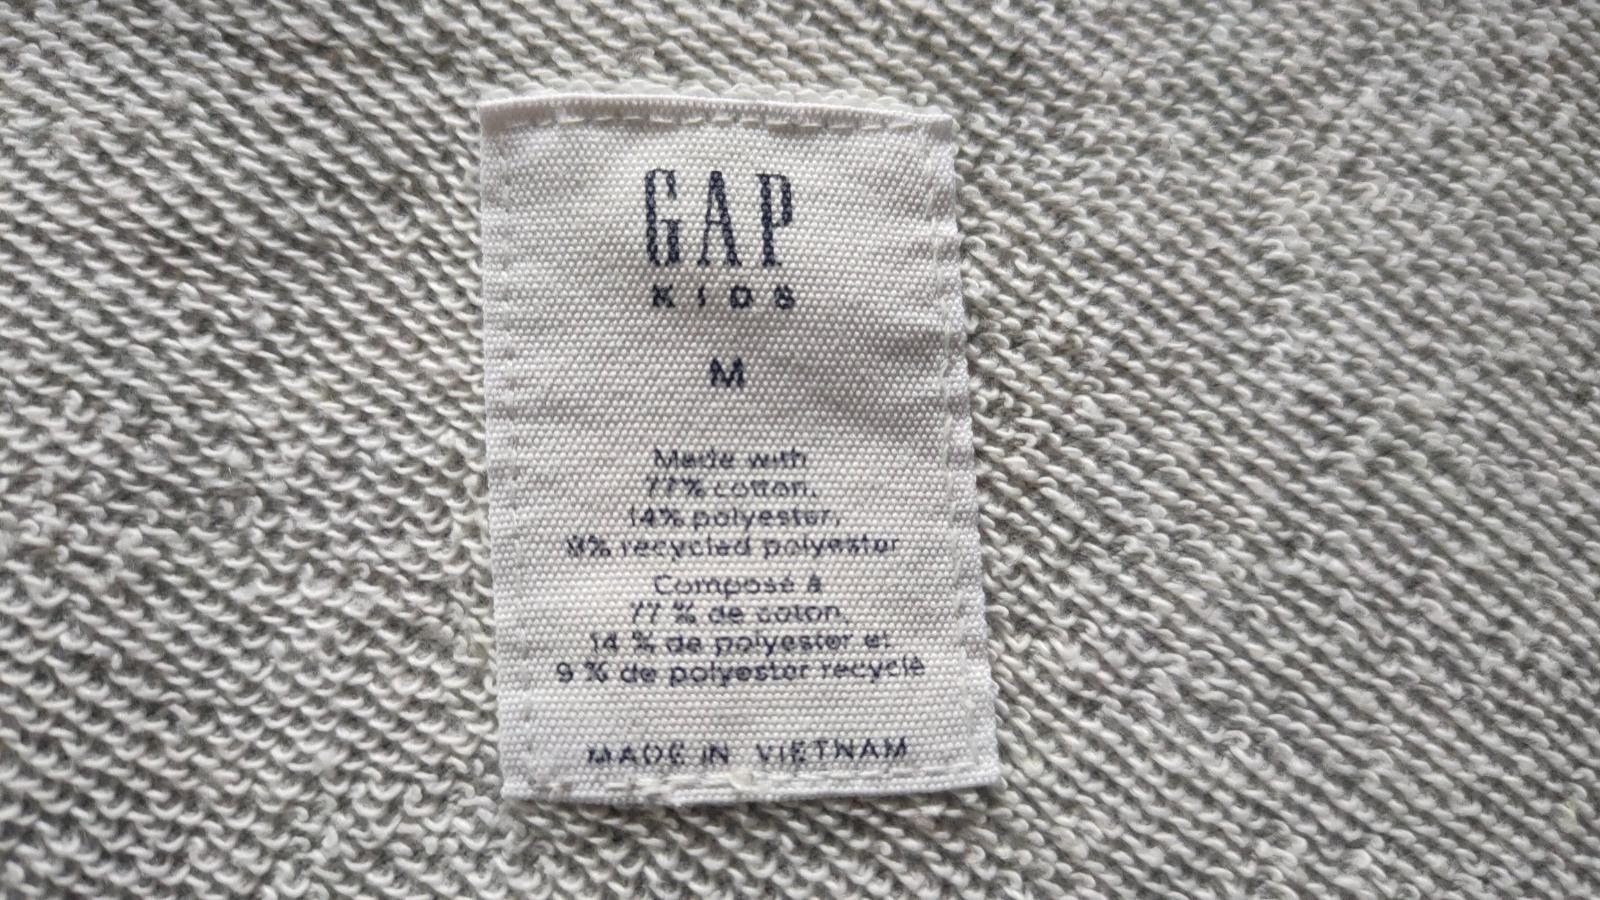 GAP
KIDS
M
Made with
77% cotton,
14% polyester,
9% recycled polyester
Composé à
77 % de coton,
14 % de polyester et
9 % de polyester recyclé
MADE IN VIETNAM